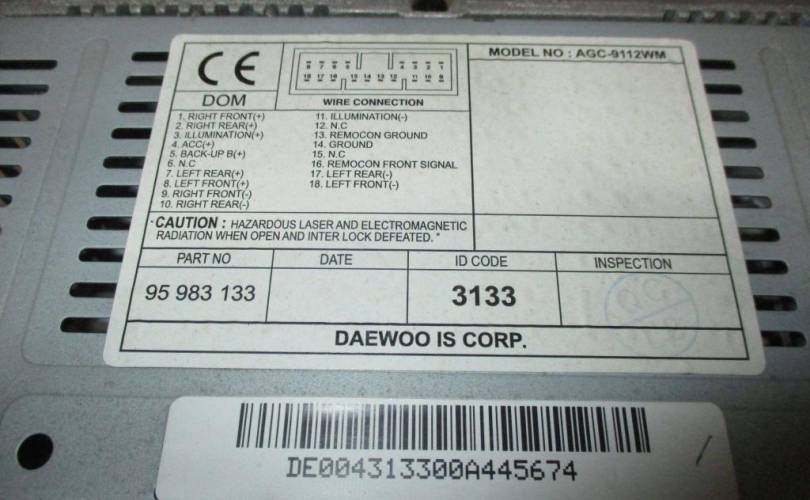 CE
DOM
WIRE CONNECTION
MODEL NO : AGC-9112WM
1. RIGHT FRONT(+)
2. RIGHT REAR(+)
3. ILLUMINATION(+)
4. ACC(+)
5. BACK-UP B(+)
6. N.C
7. LEFT REAR(+)
8. LEFT FRONT(+)
9. RIGHT FRONT(-)
10. RIGHT REAR(-)
11. ILLUMINATION(-)
12. N.C
13. REMOCON GROUND
14. GROUND
15. N.C
16. REMOCON FRONT SIGNAL
17. LEFT REAR(-)
18. LEFT FRONT(-)
·CAUTION : HAZARDOUS LASER AND ELECTROMAGNETIC
RADIATION WHEN OPEN AND INTER LOCK DEFEATED. "
PART NO DATE ID CODE INSPECTION
95 983 133 3133
DAEWOO IS CORP.
DE004313300A445674